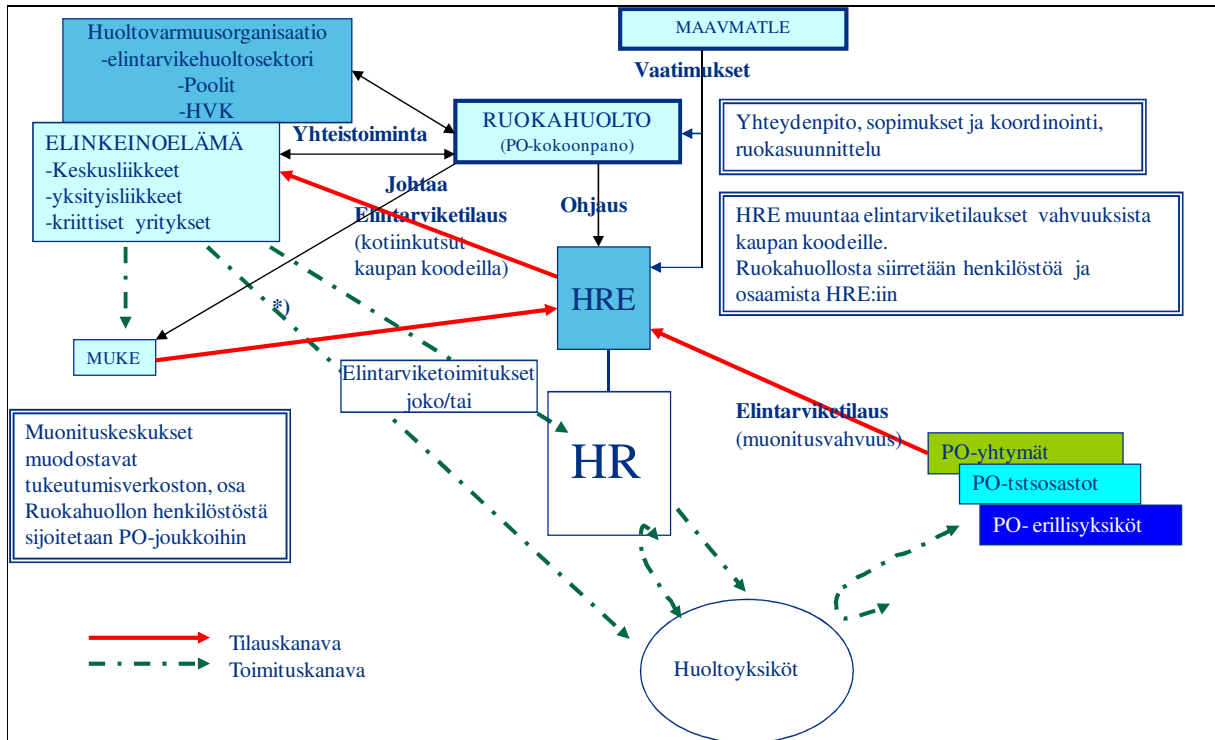 Huoltovarmuusorganisaatio
-elintarvikehuoltosektori
-Poolit
-HVK
MAAVMATLE
Vaatimukset
ELINKEINOELÄMÄ
-Keskusliikkeet
-yksityisliikkeet
-kriittiset yritykset
Yhteistoiminta
RUOKAHUOLTO
(PO-kokoonpano)
Yhteydenpito, sopimukset ja koordinointi,
ruokasuunnittelu
Johtaa
Elintarviketilaus
(kotiinkutsut
kaupan koodeilla)
Ohjaus
HRE muuntaa elintarviketilaukset vahvuuksista
kaupan koodeille.
Ruokahuollosta siirretään henkilöstöä ja
osaamista HRE:iin
HRE
*)
MUKE
Elintarviketoimitukset
joko/tai
HR
Elintarviketilaus
(muonitusvahvuus)
Muonituskeskukset
muodostavat
tukeutumisverkoston, osa
Ruokahuollon henkilöstöstä
sijoitetaan PO-joukkoihin
PO-yhtymät
PO-tstsosastot
PO- erillisyksiköt
Tilauskanava
Toimituskanava
Huoltoyksiköt